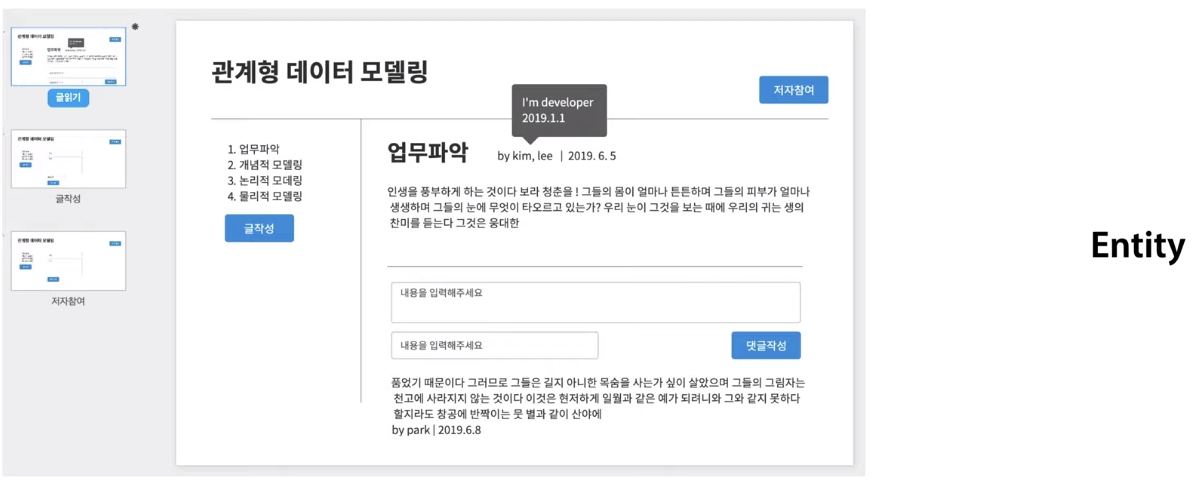 글읽기
글작성
저자참여
관계형 데이터 모델링
저자참여
I'm developer
2019.1.1
1. 업무파악
2. 개념적 모델링
3. 논리적 모데링
4. 물리적 모델링
글작성
업무파악
by kim, lee | 2019. 6. 5
인생을 풍부하게 하는 것이다 보라 청춘을 ! 그들의 몸이 얼마나 튼튼하며 그들의 피부가 얼마나
생생하며 그들의 눈에 무엇이 타오르고 있는가? 우리 눈이 그것을 보는 때에 우리의 귀는 생의
찬미를 듣는다 그것은 웅대한
내용을 입력해주세요
내용을 입력해주세요
댓글작성
품었기 때문이다 그러므로 그들은 길지 아니한 목숨을 사는가 싶이 살았으며 그들의 그림자는
천고에 사라지지 않는 것이다 이것은 현저하게 일월과 같은 예가 되려니와 그와 같지 못하다
할지라도 창공에 반짝이는 뭇 별과 같이 산야에
by park | 2019.6.8
Entity